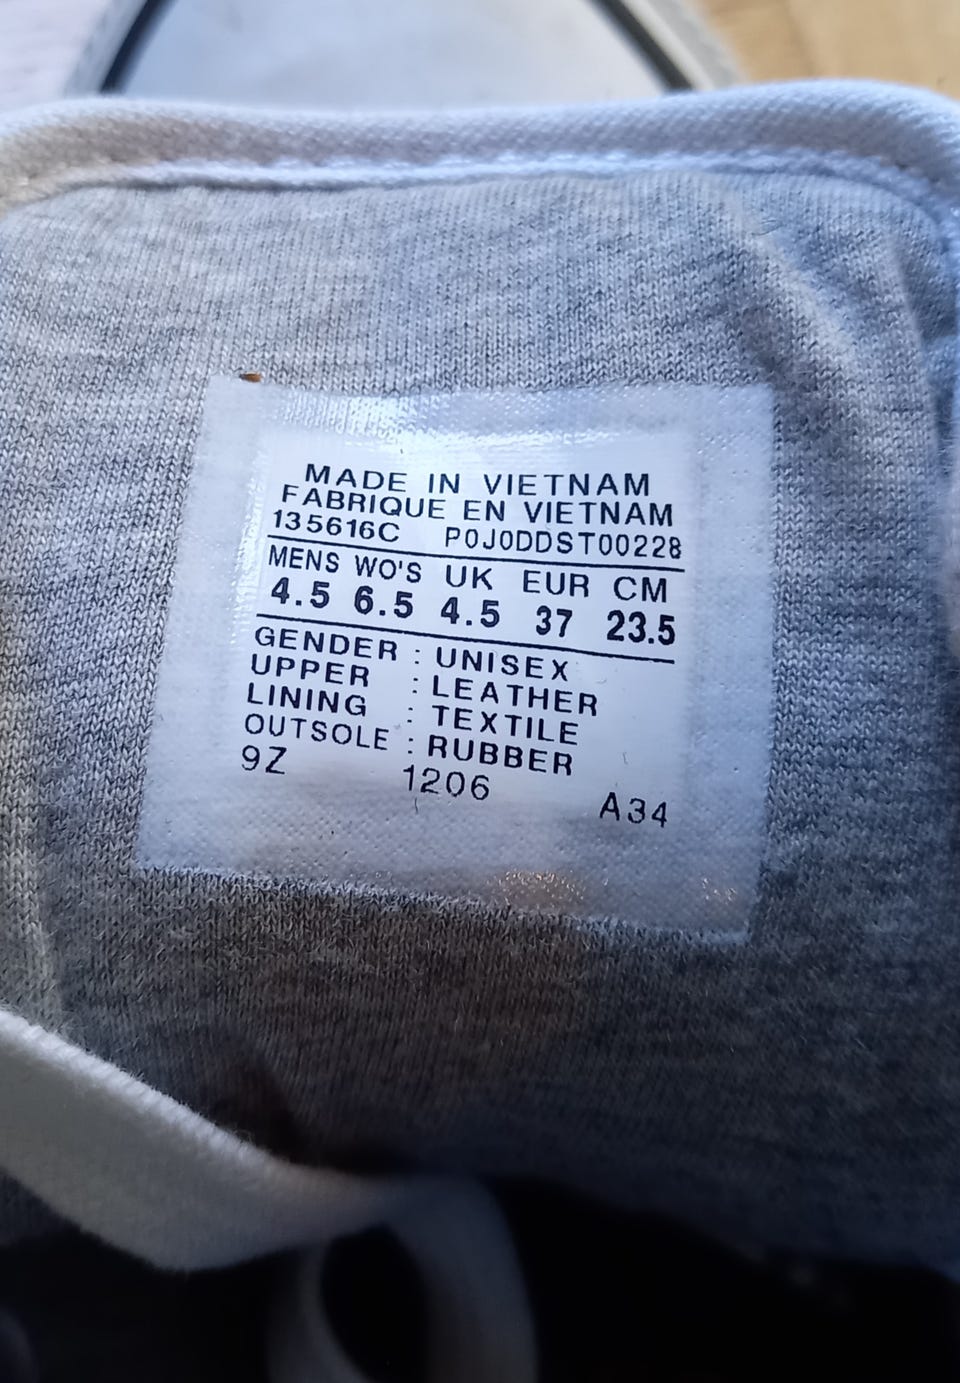 MADE IN VIETNAM
FABRIQUE EN VIETNAM
135616C P0J0DDST00228
MENS WO'S UK EUR CM
4.5 6.5 4.5 37 23.5
GENDER : UNISEX
UPPER : LEATHER
LINING : TEXTILE
OUTSOLE : RUBBER
9Z 1206 A34